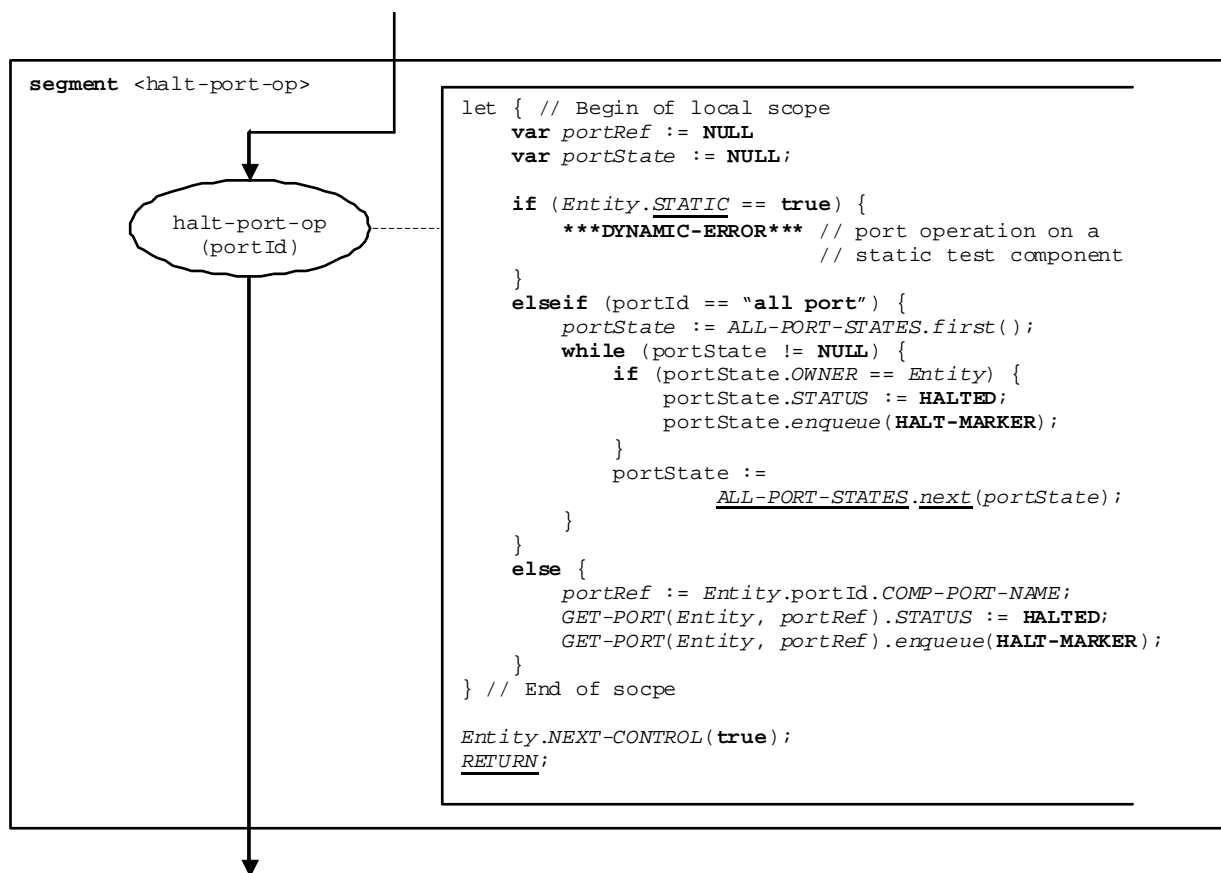 segment <halt-port-op>
halt-port-op
(portId)
let { // Begin of local scope
var portRef := NULL
var portState := NULL;
if (Entity.STATIC == true) {
***DYNAMIC-ERROR*** // port operation on a
// static test component
}
elseif (portId == “all port”) {
portState := ALL-PORT-STATES.first();
while (portState != NULL) {
if (portState.OWNER == Entity) {
portState.STATUS := HALTED;
portState.enqueue(HALT-MARKER);
}
portState :=
ALL-PORT-STATES.next(portState);
}
}
else {
portRef := Entity.portId.COMP-PORT-NAME;
GET-PORT(Entity, portRef).STATUS := HALTED;
GET-PORT(Entity, portRef).enqueue(HALT-MARKER);
}
} // End of socpe
Entity.NEXT-CONTROL(true);
RETURN;